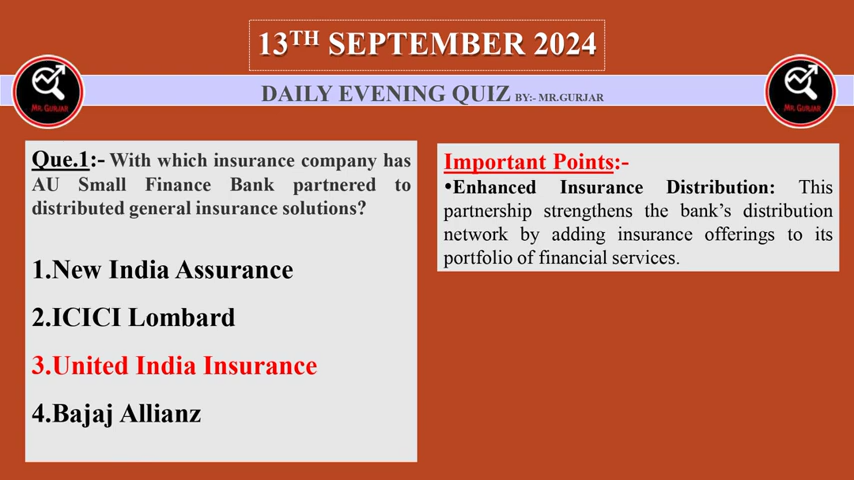 13TH SEPTEMBER 2024
DAILY EVENING QUIZ BY:- MR.GURJAR
MR. GURJAR
MR. GURJAR
Que.1:- With which insurance company has
AU Small Finance Bank partnered to
distributed general insurance solutions?
1.New India Assurance
2.ICICI Lombard
3.United India Insurance
4.Bajaj Allianz
Important Points:-
•Enhanced Insurance Distribution: This
partnership strengthens the bank’s distribution
network by adding insurance offerings to its
portfolio of financial services.